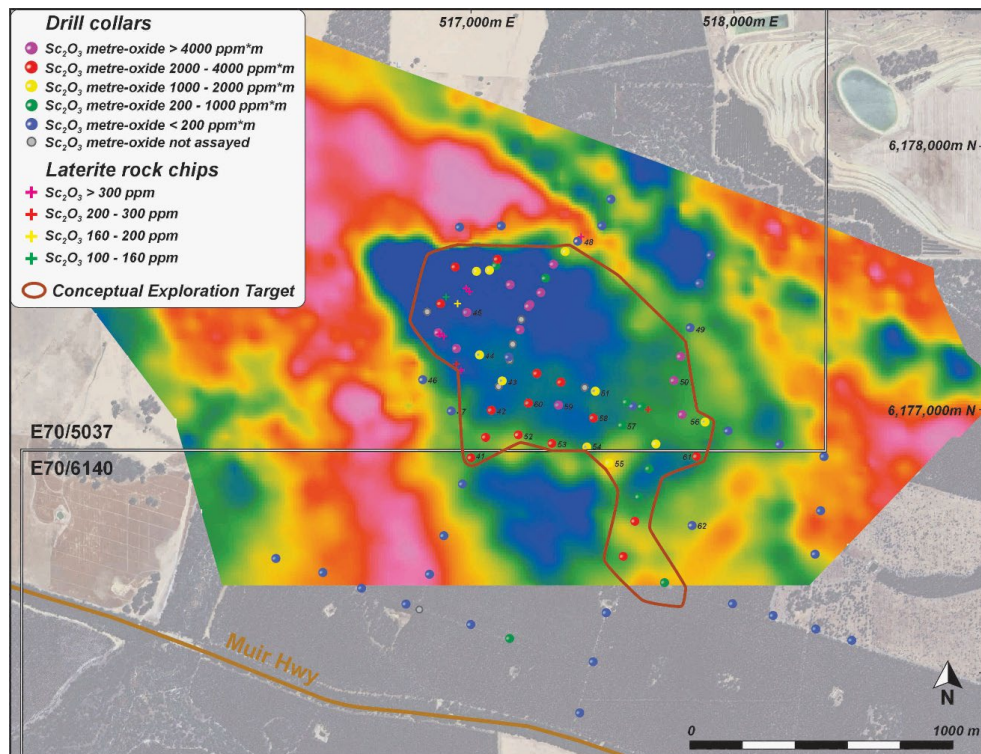 517,000m E
518,000m E
Drill collars
Sc2O3 metre-oxide > 4000 ppm*m
Sc2O3 metre-oxide 2000 - 4000 ppm*m
Sc2O3 metre-oxide 1000 - 2000 ppm*m
Sc2O3 metre-oxide 200 - 1000 ppm*m
Sc2O3 metre-oxide < 200 ppm*m
Sc2O3 metre-oxide not assayed
Laterite rock chips
Sc2O3 > 300 ppm
Sc2O3 200 - 300 ppm
Sc2O3 160 - 200 ppm
Sc2O3 100 - 160 ppm
Conceptual Exploration Target
6,178,000m N
48
45
49
44
46
43
50
51
47
42
60
59
6,177,000m N
58
57
56
E70/5037
52
53
54
41
55
61
E70/6140
62
Muir Hwy
N
0
1000 m